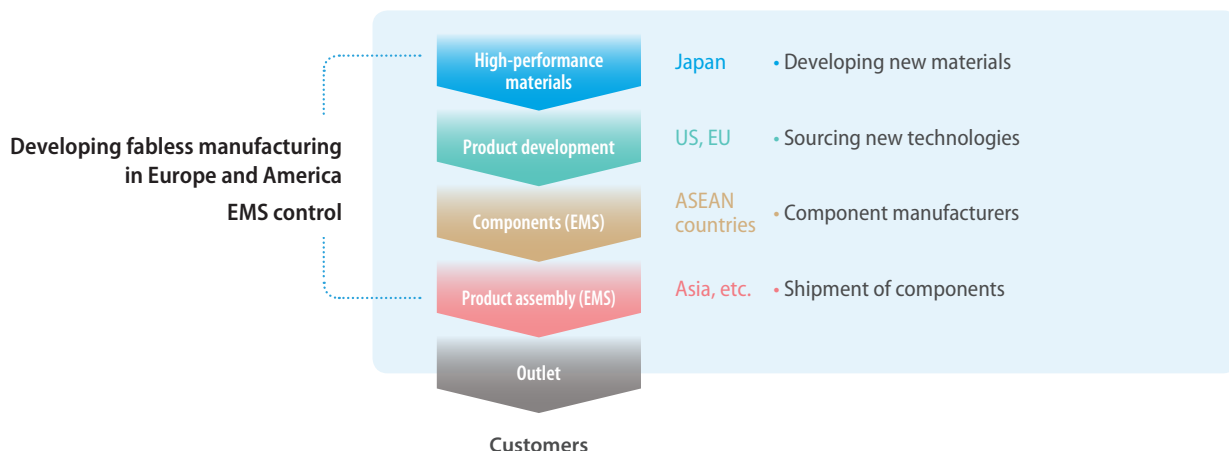 High-performance
materials
Japan
• Developing new materials
Developing fabless manufacturing
in Europe and America
EMS control
Product development
US, EU
• Sourcing new technologies
Components (EMS)
ASEAN
countries
• Component manufacturers
Product assembly (EMS)
Asia, etc.
• Shipment of components
Outlet
Customers